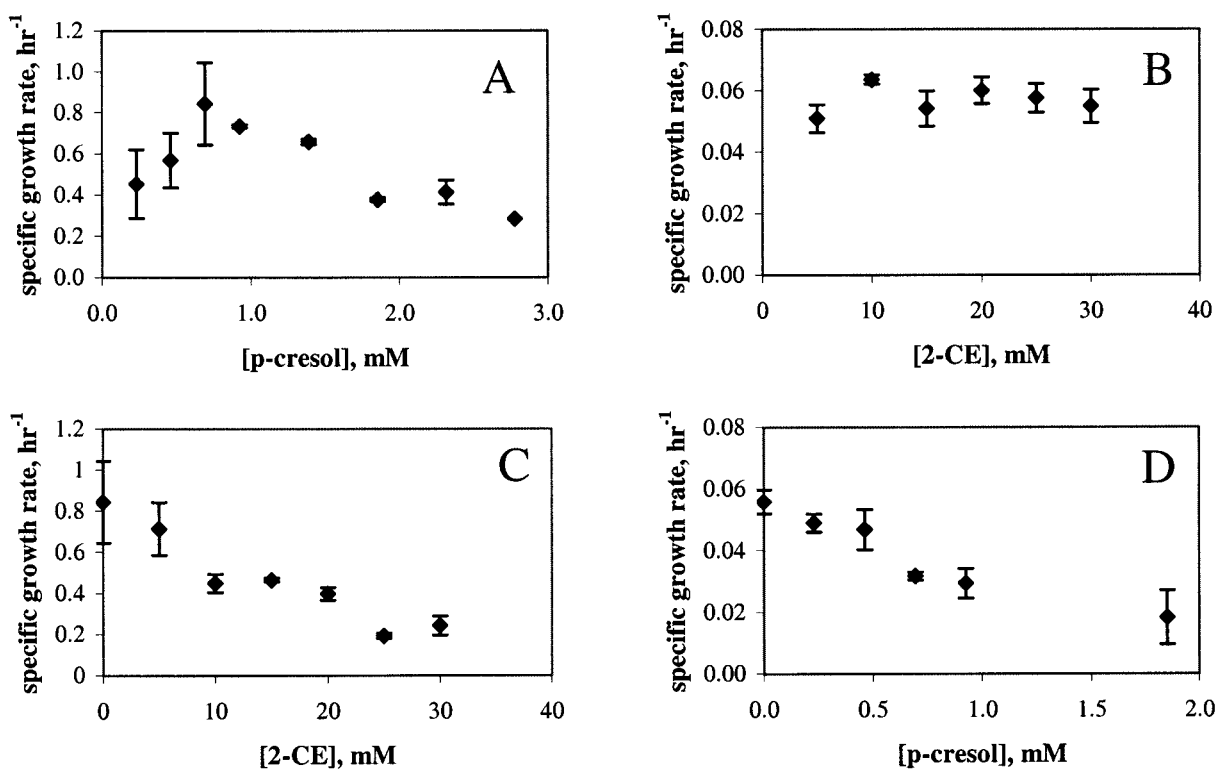 specific growth rate, hr-1
1.2
1.0
0.8
0.6
0.4
0.2
0.0
A
0.0 1.0 2.0 3.0
[p-cresol], mM
specific growth rate, hr-1
0.08
0.06
0.04
0.02
0.00
B
0 10 20 30 40
[2-CE], mM
specific growth rate, hr-1
1.2
1
0.8
0.6
0.4
0.2
0
C
0 10 20 30 40
[2-CE], mM
specific growth rate, hr-1
0.08
0.06
0.04
0.02
0.00
D
0.0 0.5 1.0 1.5 2.0
[p-cresol], mM